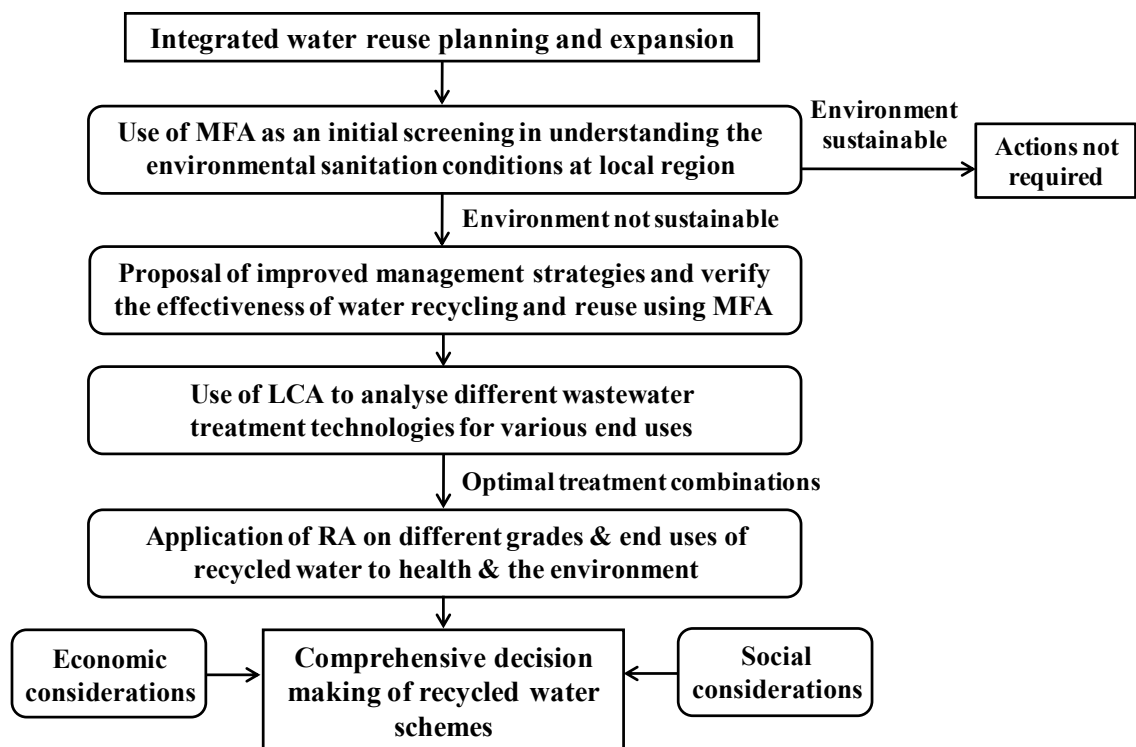 Integrated water reuse planning and expansion
Use of MFA as an initial screening in understanding the
environmental sanitation conditions at local region
Environment
sustainable
Actions not
required
Environment not sustainable
Proposal of improved management strategies and verify
the effectiveness of water recycling and reuse using MFA
Use of LCA to analyse different wastewater
treatment technologies for various end uses
Optimal treatment combinations
Application of RA on different grades & end uses of
recycled water to health & the environment
Economic
considerations
Comprehensive decision
making of recycled water
schemes
Social
considerations